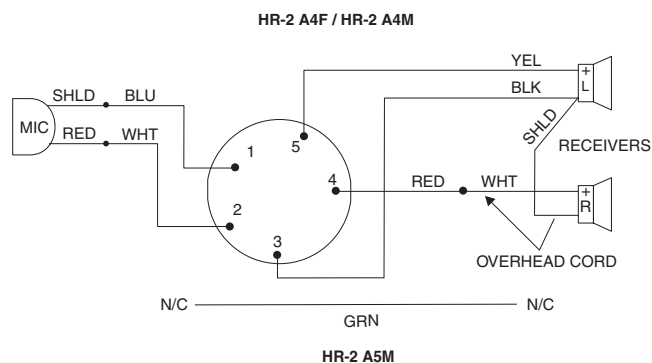 HR-2 A4F / HR-2 A4M
YEL
+
L
BLK
SHLD BLU
MIC
RED WHT
SHLD
RECEIVERS
1
5
4
RED WHT
+
R
2
3
OVERHEAD CORD
N/C N/C
GRN
HR-2 A5M